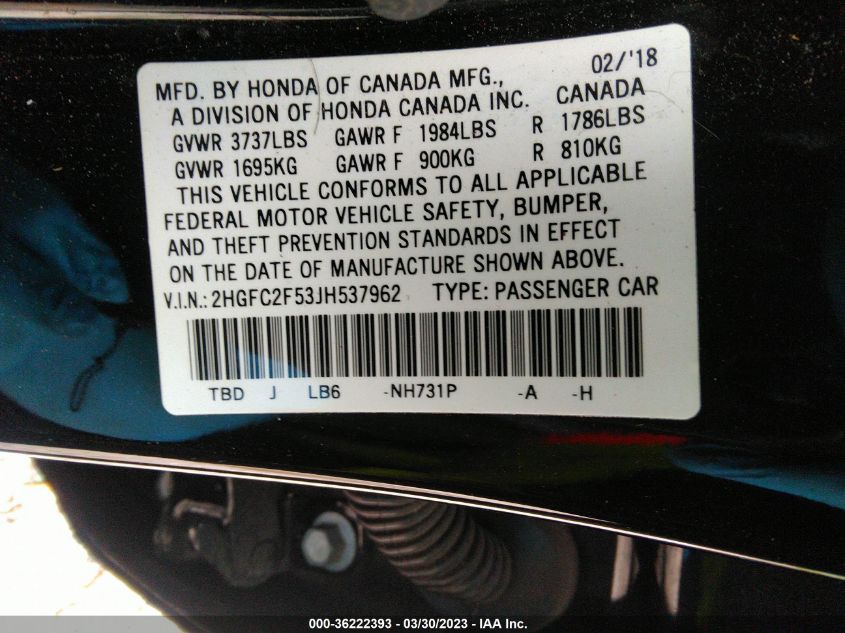 MFD. BY HONDA OF CANADA MFG., 02/'18
A DIVISION OF HONDA CANADA INC. CANADA
GVWR 3737LBS GAWR F 1984LBS R 1786LBS
GVWR 1695KG GAWR F 900KG R 810KG
THIS VEHICLE CONFORMS TO ALL APPLICABLE
FEDERAL MOTOR VEHICLE SAFETY, BUMPER,
AND THEFT PREVENTION STANDARDS IN EFFECT
ON THE DATE OF MANUFACTURE SHOWN ABOVE.
V.I.N.: 2HGFC2F53JH537962 TYPE: PASSENGER CAR
TBD J LB6 -NH731P -A -H
000-36222393 - 03/30/2023 - IAA Inc.